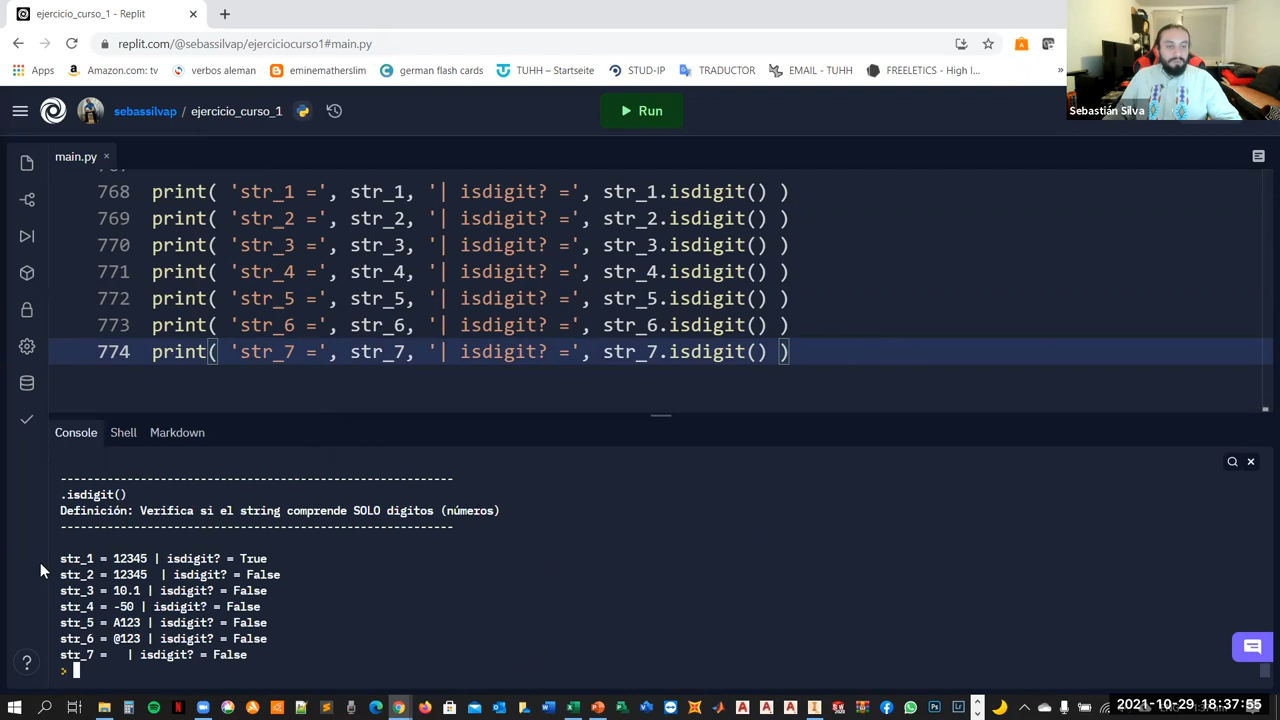 ejercicio_curso_1 - Replit
replit.com/@sebassilvap/ejerciciocurso1#main.py
Apps
Amazon.com: tv
verbos aleman
eminematherslim
german flash cards
TUHH – Startseite
STUD-IP
TRADUCTOR
EMAIL - TUHH
FREELETICS - High I...
»
Sebastián Silva
sebassilvap / ejercicio_curso_1
Run
main.py
768 print( 'str_1 =', str_1, '| isdigit? =', str_1.isdigit() )
769 print( 'str_2 =', str_2, '| isdigit? =', str_2.isdigit() )
770 print( 'str_3 =', str_3, '| isdigit? =', str_3.isdigit() )
771 print( 'str_4 =', str_4, '| isdigit? =', str_4.isdigit() )
772 print( 'str_5 =', str_5, '| isdigit? =', str_5.isdigit() )
773 print( 'str_6 =', str_6, '| isdigit? =', str_6.isdigit() )
774 print( 'str_7 =', str_7, '| isdigit? =', str_7.isdigit() )
Console
Shell
Markdown
--------------------------------------------------------
.isdigit()
Definición: Verifica si el string comprende SOLO digitos (números)
--------------------------------------------------------
str_1 = 12345 | isdigit? = True
str_2 = 12345  | isdigit? = False
str_3 = 10.1 | isdigit? = False
str_4 = -50 | isdigit? = False
str_5 = A123 | isdigit? = False
str_6 = @123 | isdigit? = False
str_7 =   | isdigit? = False
>
2021-10-29 18:37:55